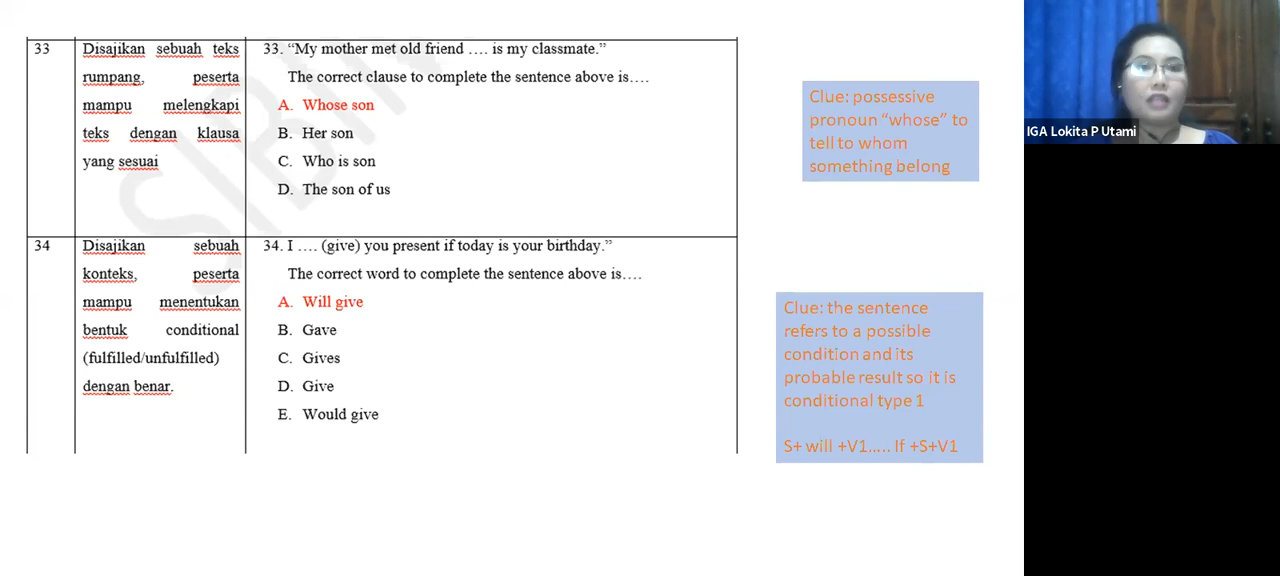 33
Disajikan sebuah teks
rumpang, peserta
mampu melengkapi
teks dengan klausa
yang sesuai
33. “My mother met old friend …. is my classmate.”
The correct clause to complete the sentence above is….
A. Whose son
B. Her son
C. Who is son
D. The son of us
Clue: possessive
pronoun “whose” to
tell to whom
something belong
34
Disajikan sebuah
konteks, peserta
mampu menentukan
bentuk conditional
(fulfilled/unfulfilled)
dengan benar.
34. I …. (give) you present if today is your birthday.”
The correct word to complete the sentence above is….
A. Will give
B. Gave
C. Gives
D. Give
E. Would give
Clue: the sentence
refers to a possible
condition and its
probable result so it is
conditional type 1
S+ will +V1..... If +S+V1
IGA Lokita P Utami